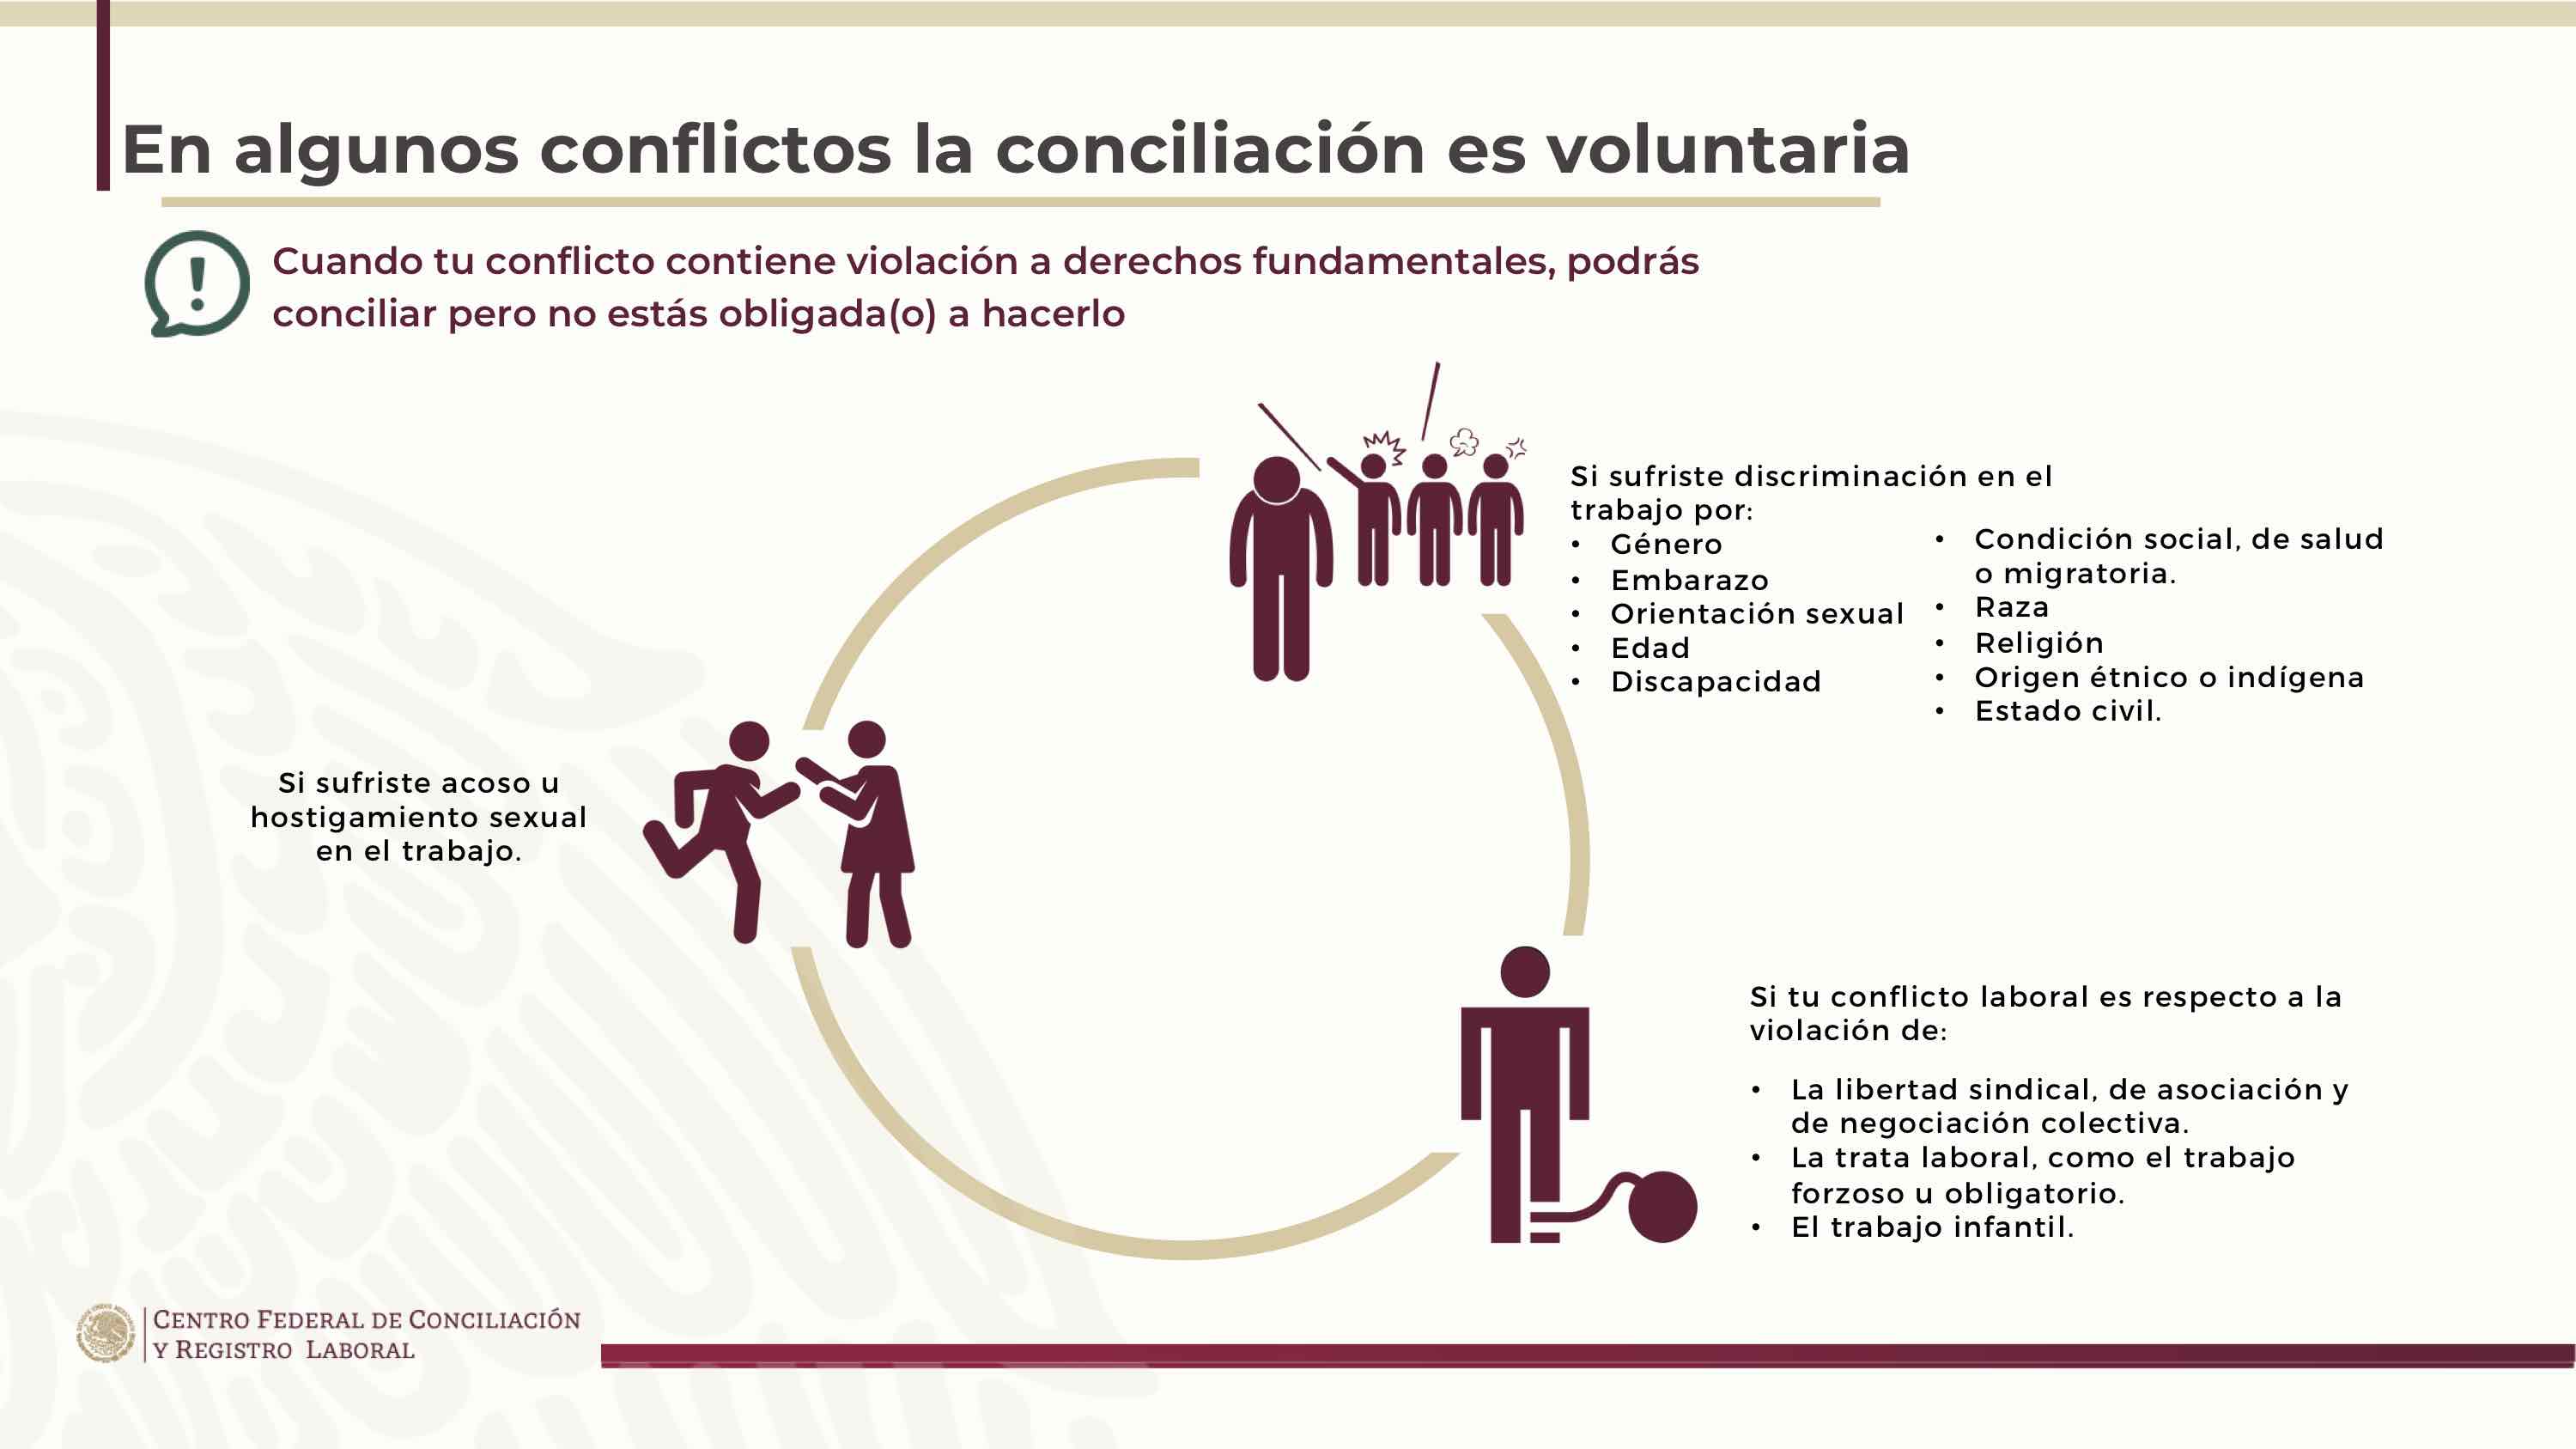 En algunos conflictos la conciliación es voluntaria
!
Cuando tu conflicto contiene violación a derechos fundamentales, podrás
conciliar pero no estás obligada(o) a hacerlo
Si sufriste discriminación en el
trabajo por:
• Género
• Embarazo
• Orientación sexual
• Edad
• Discapacidad
• Condición social, de salud
o migratoria.
• Raza
• Religión
• Origen étnico o indígena
• Estado civil.
Si sufriste acoso u
hostigamiento sexual
en el trabajo.
Si tu conflicto laboral es respecto a la
violación de:
• La libertad sindical, de asociación y
de negociación colectiva.
• La trata laboral, como el trabajo
forzoso u obligatorio.
• El trabajo infantil.
CENTRO FEDERAL DE CONCILIACIÓN
Y REGISTRO LABORAL